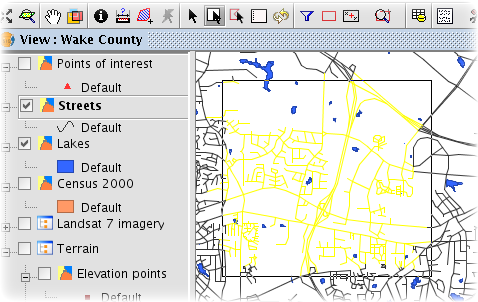 View : Wake County
Points of interest
Default
Streets
Default
Lakes
Default
Census 2000
Default
Landsat 7 imagery
Terrain
Elevation points
Default